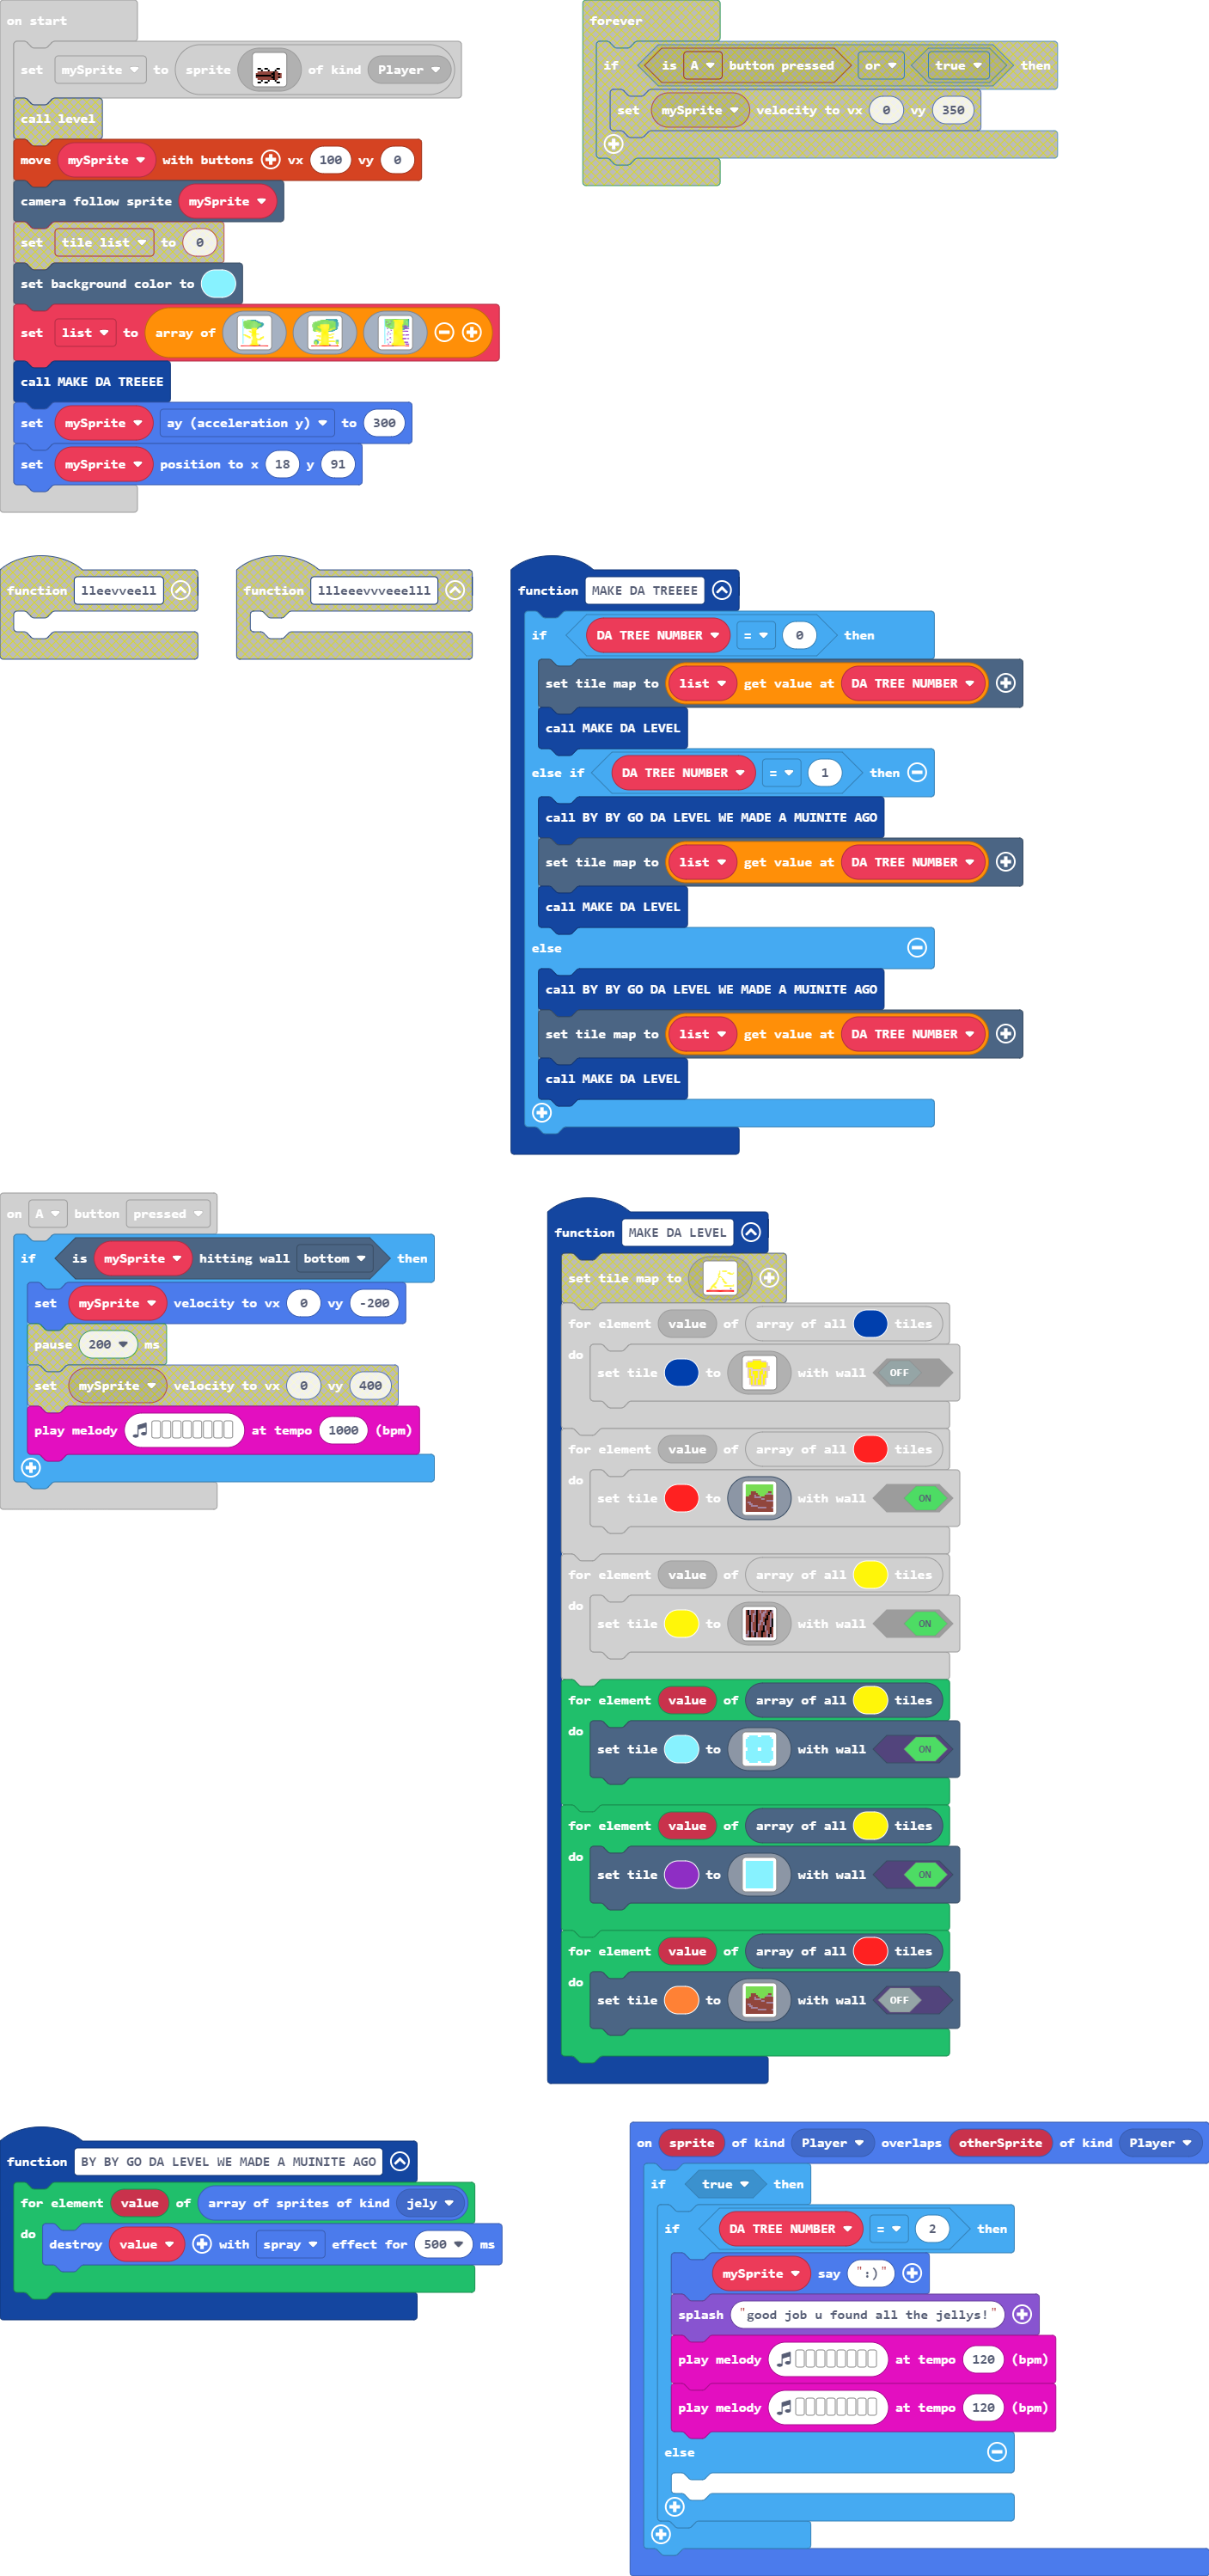 on start
set mySprite to sprite of kind Player
call level
move mySprite with buttons vx 100 vy 0
camera follow sprite mySprite
set tile list to 0
set background color to
set list to array of
call MAKE DA TREEEE
set mySprite ay (acceleration y) to 300
set mySprite position to x 18 y 91
forever
if is A button pressed or true then
set mySprite velocity to vx 0 vy 350
function lleevveell
function llleeevvveeelll
function MAKE DA TREEEE
if DA TREE NUMBER = 0 then
set tile map to list get value at DA TREE NUMBER
call MAKE DA LEVEL
else if DA TREE NUMBER = 1 then
call BY BY GO DA LEVEL WE MADE A MUINITE AGO
set tile map to list get value at DA TREE NUMBER
call MAKE DA LEVEL
else
call BY BY GO DA LEVEL WE MADE A MUINITE AGO
set tile map to list get value at DA TREE NUMBER
call MAKE DA LEVEL
on A button pressed
if is mySprite hitting wall bottom then
set mySprite velocity to vx 0 vy -200
pause 200 ms
set mySprite velocity to vx 0 vy 400
play melody at tempo 1000 (bpm)
function MAKE DA LEVEL
set tile map to
for element value of array of all tiles
do
set tile to with wall OFF
for element value of array of all tiles
do
set tile to with wall ON
for element value of array of all tiles
do
set tile to with wall ON
for element value of array of all tiles
do
set tile to with wall ON
for element value of array of all tiles
do
set tile to with wall ON
for element value of array of all tiles
do
set tile to with wall OFF
function BY BY GO DA LEVEL WE MADE A MUINITE AGO
for element value of array of sprites of kind jely
do
destroy value with spray effect for 500 ms
on sprite of kind Player overlaps otherSprite of kind Player
if true then
if DA TREE NUMBER = 2 then
mySprite say ":)"
splash "good job u found all the jellys!"
play melody at tempo 120 (bpm)
play melody at tempo 120 (bpm)
else